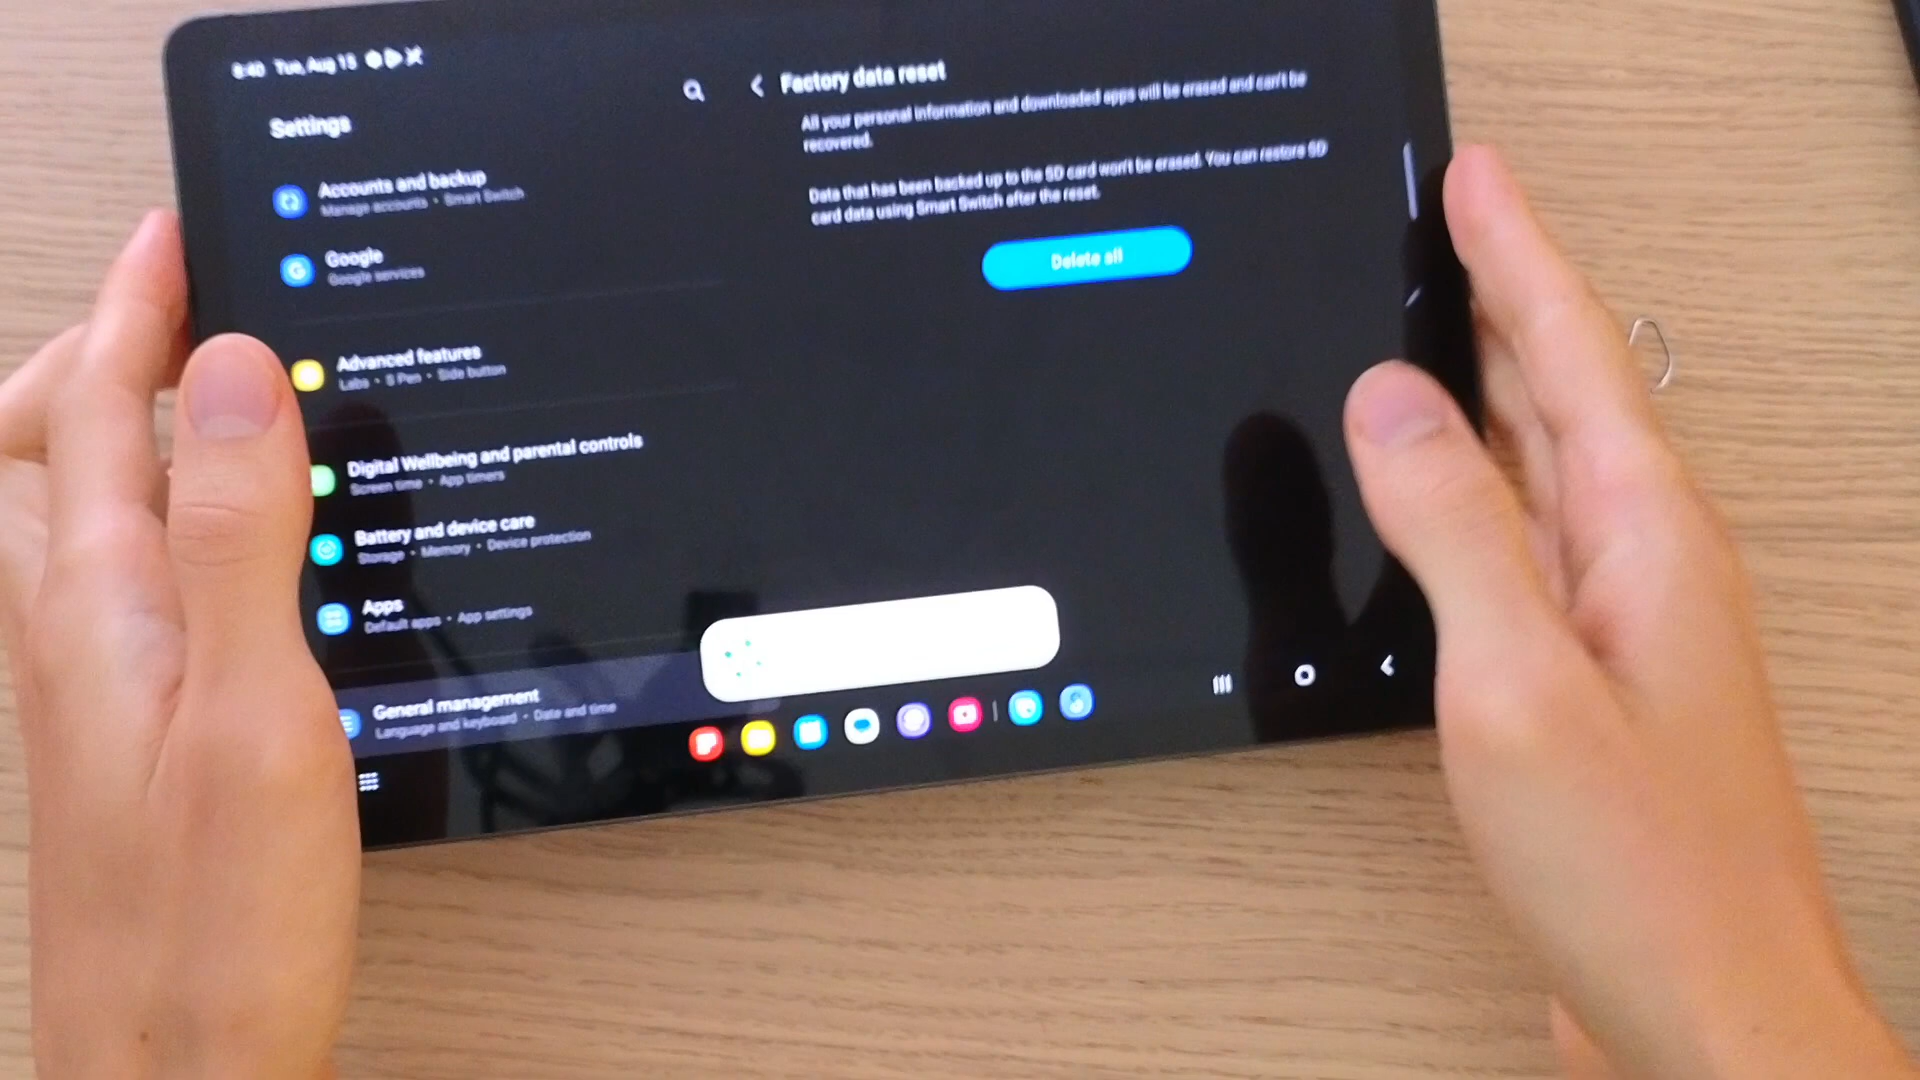 8:40 Tue, Aug 15
Settings
Accounts and backup
Manage accounts • Smart Switch
Google
Google services
Advanced features
Labs • S Pen • Side button
Digital Wellbeing and parental controls
Screen time • App timers
Battery and device care
Storage • Memory • Device protection
Apps
Default apps • App settings
General management
Language and keyboard • Date and time
Factory data reset
All your personal information and downloaded apps will be erased and can't be
recovered.
Data that has been backed up to the SD card won't be erased. You can restore SD
card data using Smart Switch after the reset.
Delete all